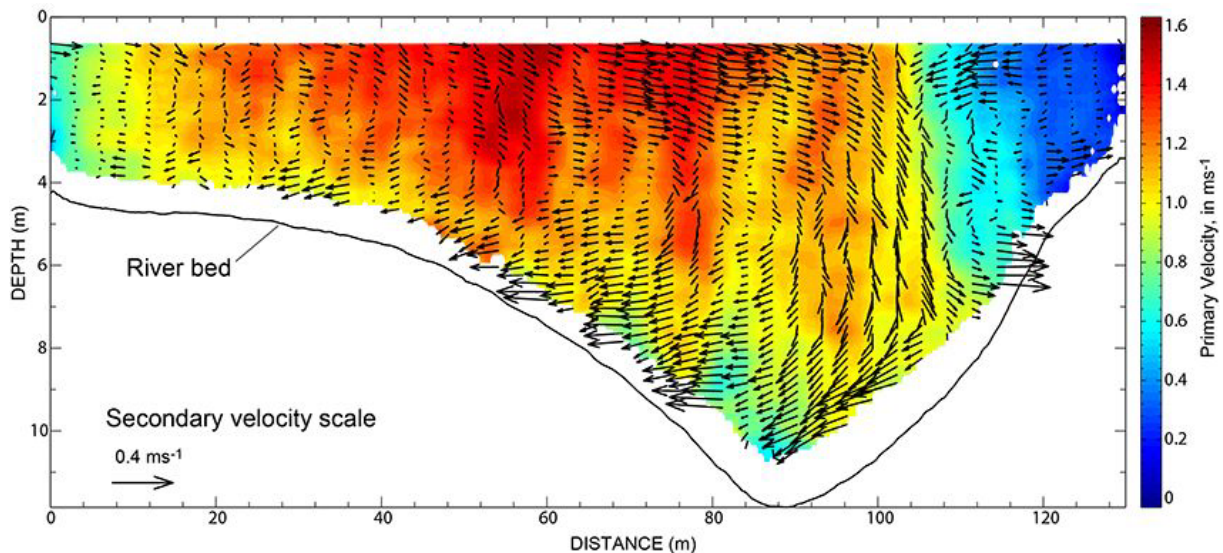 0
2
4
6
8
10
DEPTH (m)
River bed
Secondary velocity scale
0.4 ms⁻¹
0 20 40 60 80 100 120
DISTANCE (m)
1.6
1.4
1.2
1.0
0.8
0.6
0.4
0.2
0
Primary Velocity, in ms⁻¹